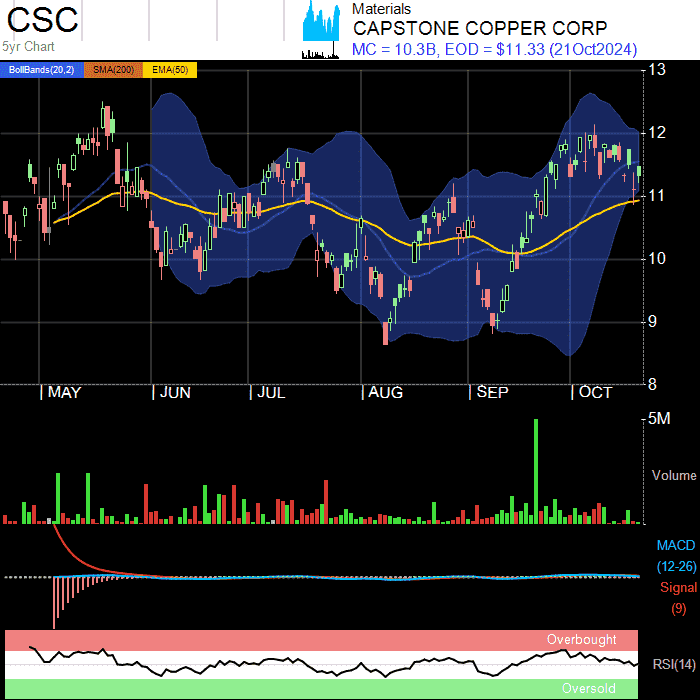 CSC
5yr Chart
Materials
CAPSTONE COPPER CORP
MC = 10.3B, EOD = $11.33 (21Oct2024)
BollBands(20,2) SMA(200) EMA(50)
13
12
11
10
9
8
MAY JUN JUL AUG SEP OCT
5M
Volume
MACD
(12-26)
Signal
(9)
Overbought
RSI(14)
Oversold